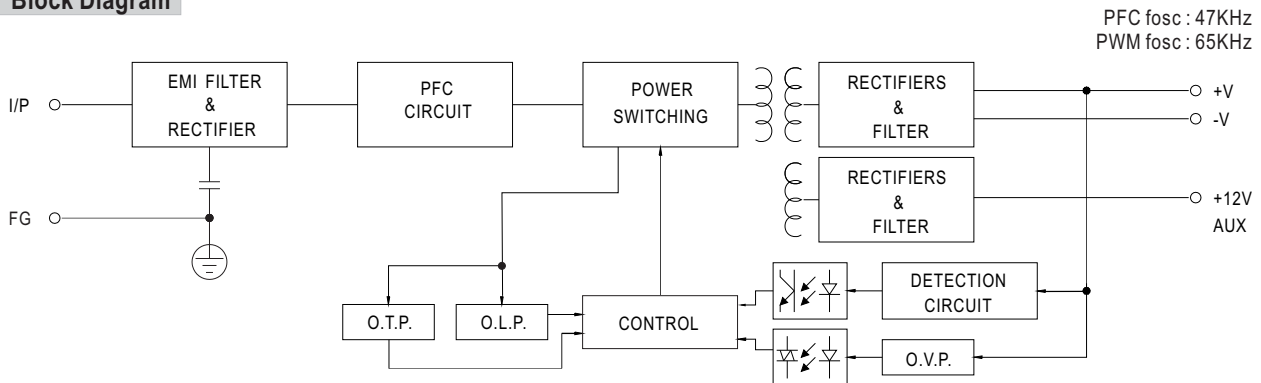 Block Diagram
PFC fosc : 47KHz
PWM fosc : 65KHz
I/P
EMI FILTER
&
RECTIFIER
PFC
CIRCUIT
POWER
SWITCHING
RECTIFIERS
&
FILTER
+V
-V
RECTIFIERS
&
FILTER
+12V
AUX
FG
DETECTION
CIRCUIT
O.T.P.
O.L.P.
CONTROL
O.V.P.